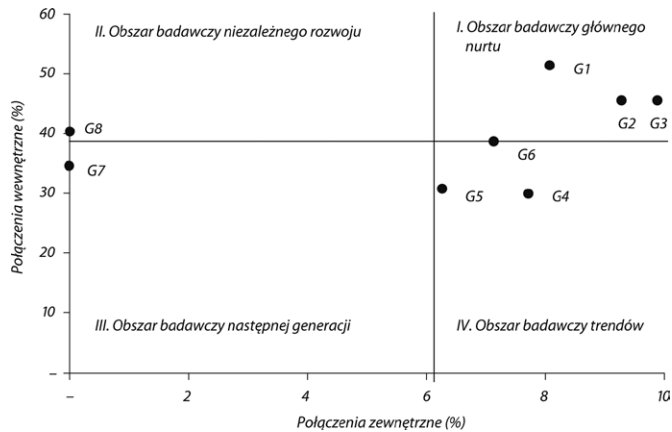 60
II. Obszar badawczy niezależnego rozwoju
I. Obszar badawczy głównego
nurtu
50
G1
G2
G3
40
G8
G6
G7
30
G5
G4
20
10
III. Obszar badawczy następnej generacji
IV. Obszar badawczy trendów
–
–
2
4
6
8
10
Połączenia wewnętrzne (%)
Połączenia zewnętrzne (%)